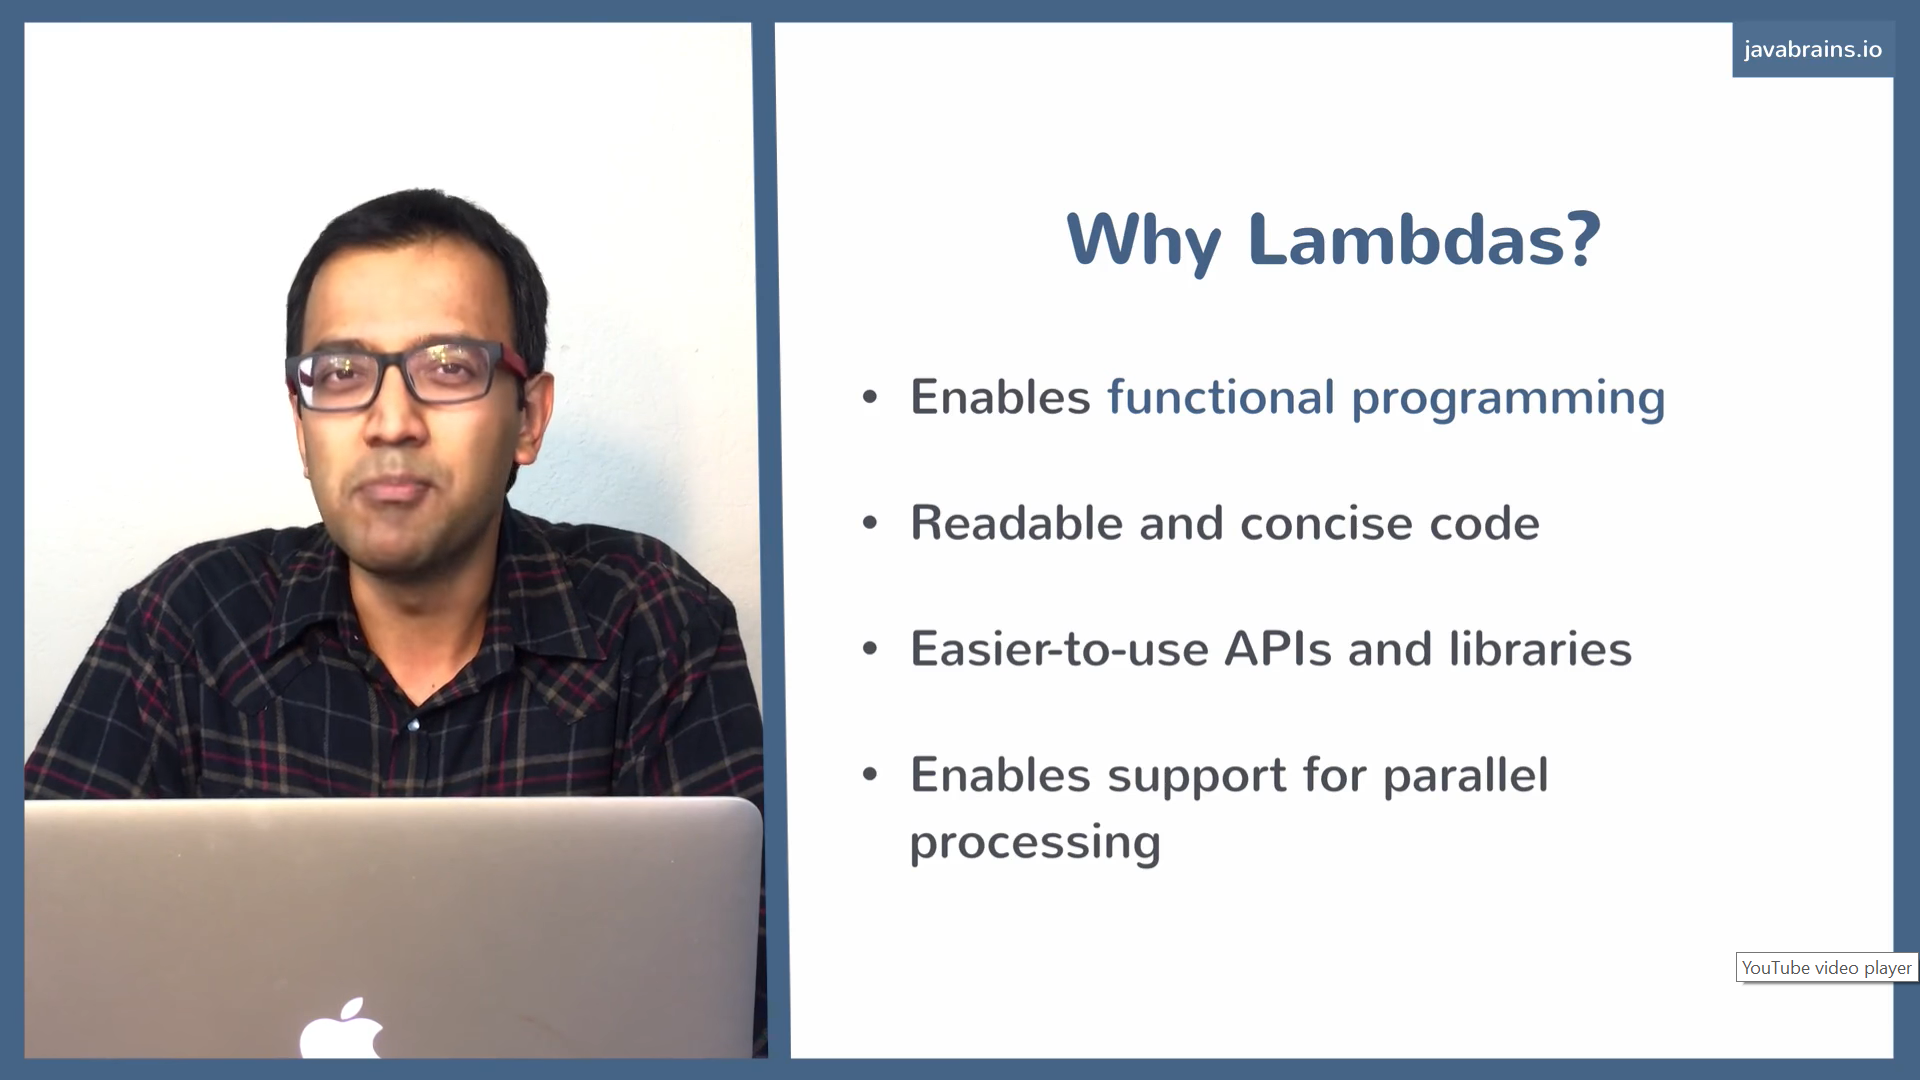 javabrains.io
Why Lambdas?
• Enables functional programming
• Readable and concise code
• Easier-to-use APIs and libraries
• Enables support for parallel
processing
YouTube video player